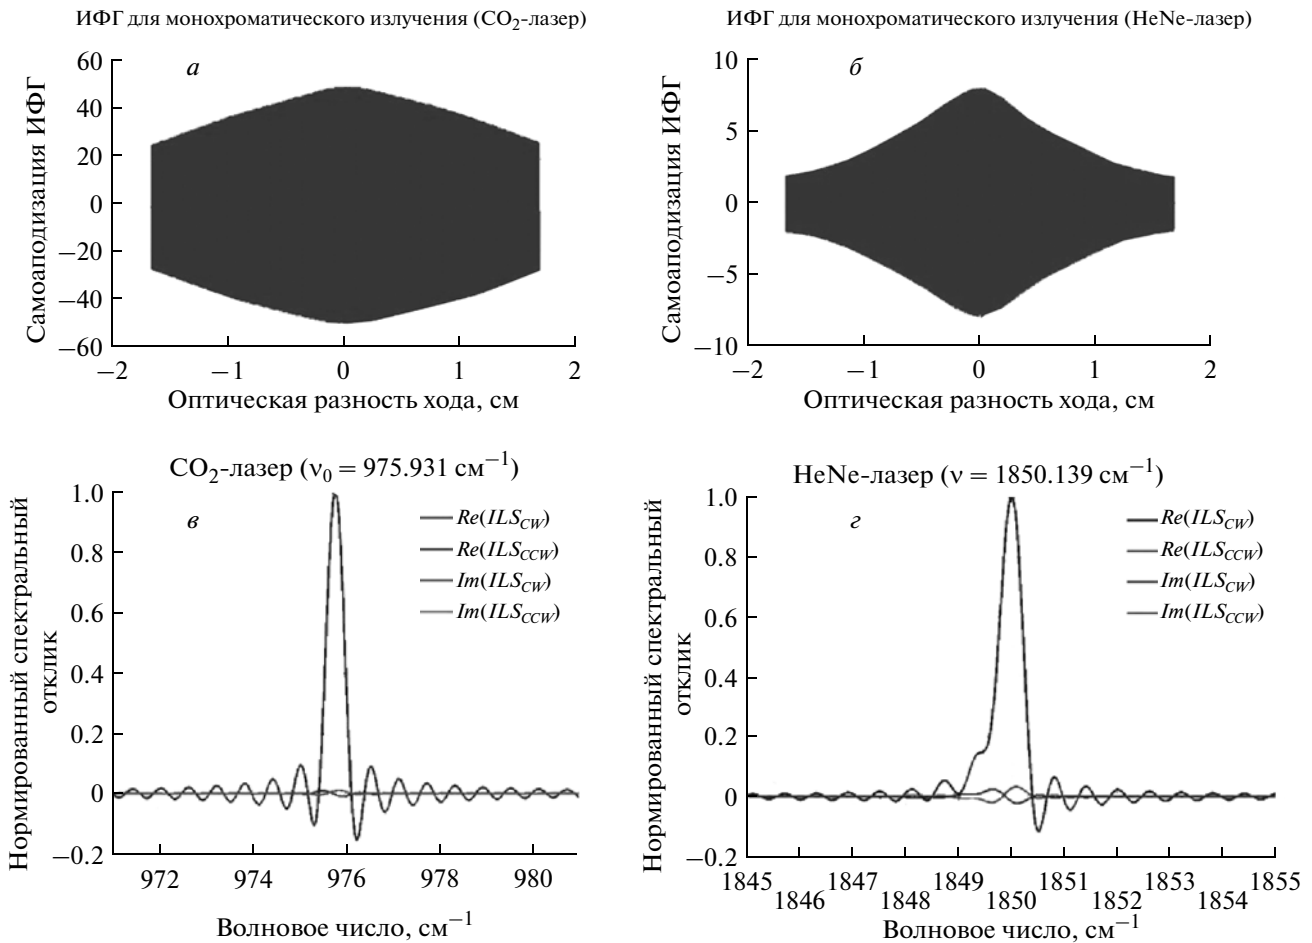 ИФГ для монохроматического излучения (CO2-лазер)
а
Самоаподизация ИФГ
60
40
20
0
−20
−40
−60
−2
−1
0
1
2
Оптическая разность хода, см
ИФГ для монохроматического излучения (HeNe-лазер)
б
Самоаподизация ИФГ
10
5
0
−5
−10
−2
−1
0
1
2
Оптическая разность хода, см
CO2-лазер (ν0 = 975.931 см−1)
в
Нормированный спектральный
отклик
1.0
0.8
0.6
0.4
0.2
0
−0.2
Re(ILSCW)
Re(ILSCCW)
Im(ILSCW)
Im(ILSCCW)
972
974
976
978
980
Волновое число, см−1
HeNe-лазер (ν = 1850.139 см−1)
г
Нормированный спектральный
отклик
1.0
0.8
0.6
0.4
0.2
0
−0.2
Re(ILSCW)
Re(ILSCCW)
Im(ILSCW)
Im(ILSCCW)
1845
1846
1847
1848
1849
1850
1851
1852
1853
1854
1855
Волновое число, см−1